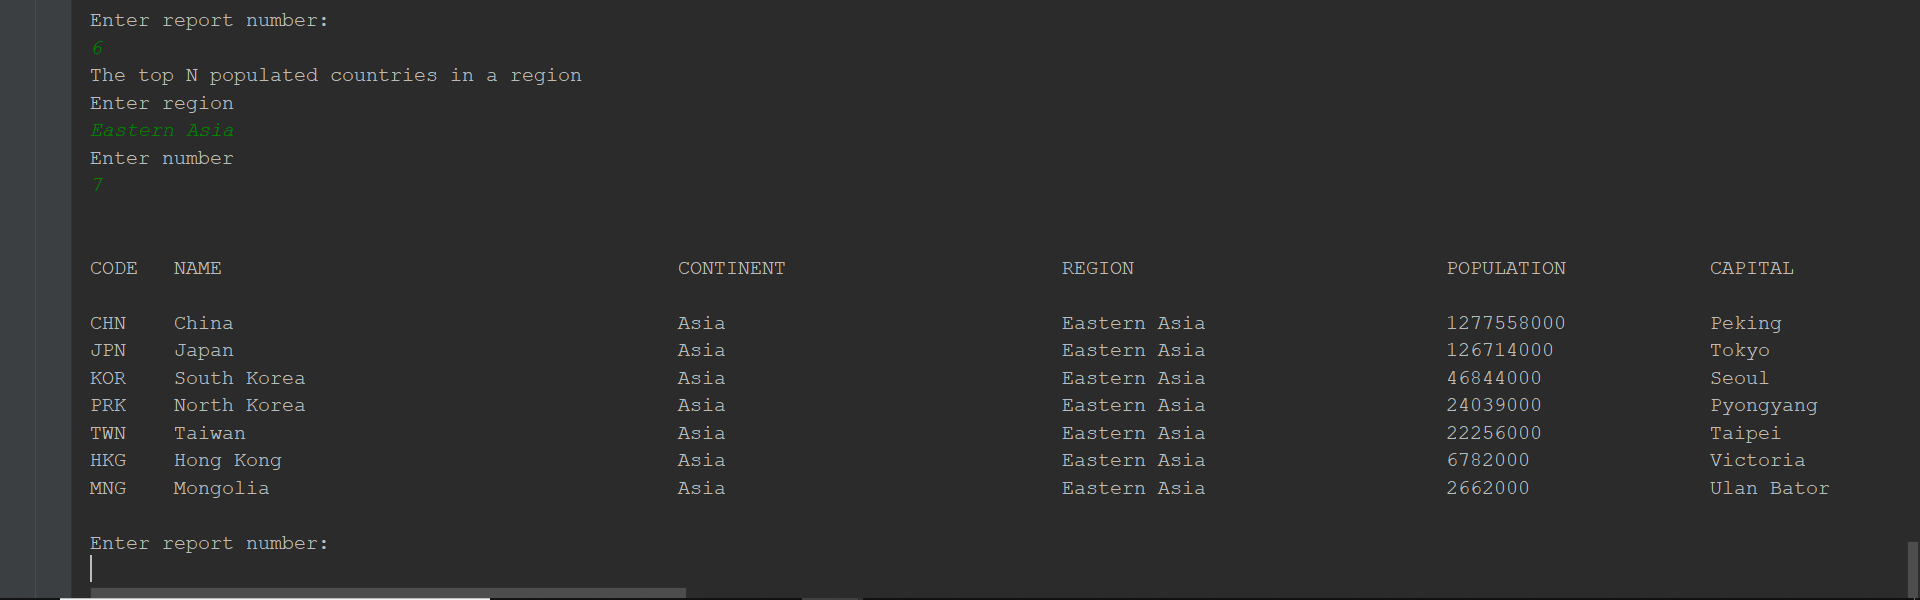 Enter report number:
6
The top N populated countries in a region
Enter region
Eastern Asia
Enter number
7
CODE NAME CONTINENT REGION POPULATION CAPITAL
CHN China Asia Eastern Asia 1277558000 Peking
JPN Japan Asia Eastern Asia 126714000 Tokyo
KOR South Korea Asia Eastern Asia 46844000 Seoul
PRK North Korea Asia Eastern Asia 24039000 Pyongyang
TWN Taiwan Asia Eastern Asia 22256000 Taipei
HKG Hong Kong Asia Eastern Asia 6782000 Victoria
MNG Mongolia Asia Eastern Asia 2662000 Ulan Bator
Enter report number: